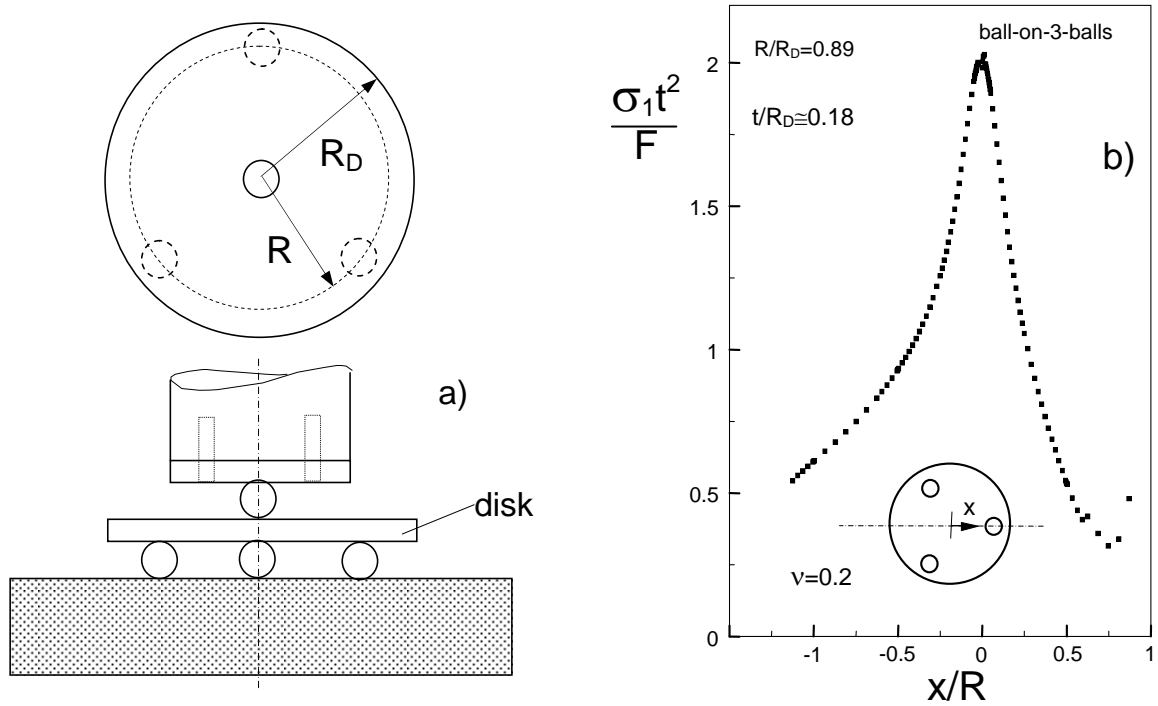 R_D
R
a)
disk
ball-on-3-balls
R/R_D=0.89
σ₁t²
F
t/R_D≅0.18
b)
2
1.5
1
0.5
0
x
ν=0.2
-1
-0.5
0
0.5
1
x/R